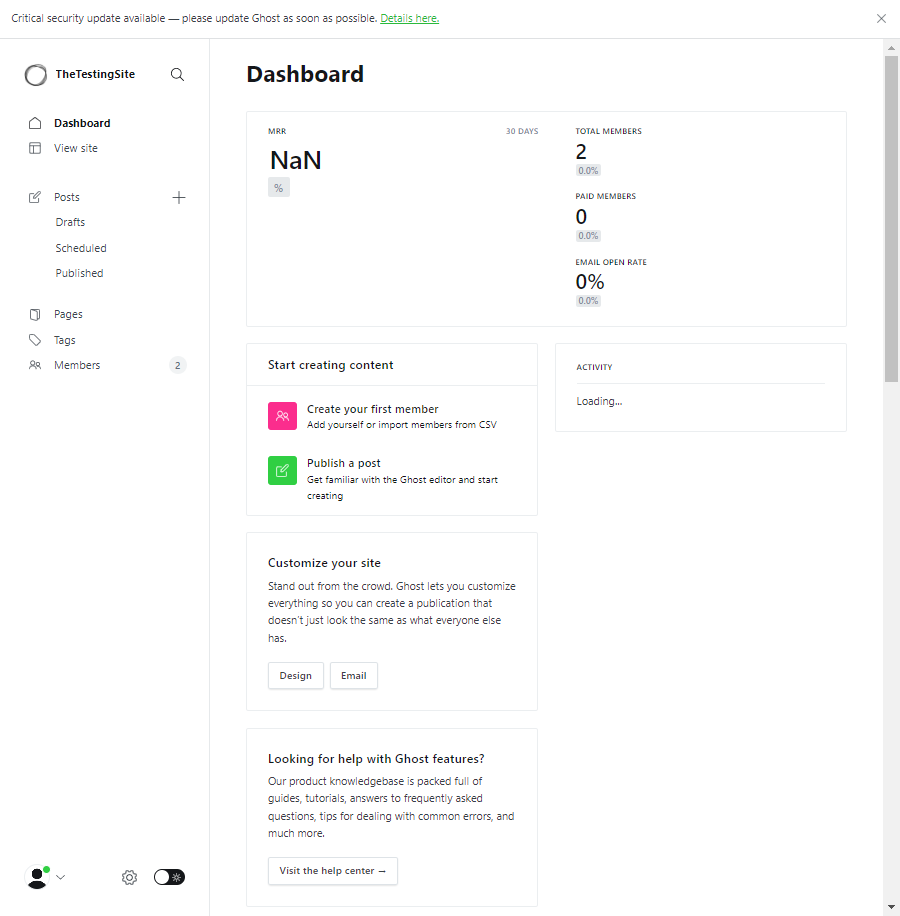 Critical security update available — please update Ghost as soon as possible. Details here.
TheTestingSite
Dashboard
View site
Posts
Drafts
Scheduled
Published
Pages
Tags
Members 2
Dashboard
MRR 30 DAYS
NaN
%
TOTAL MEMBERS
2
0.0%
PAID MEMBERS
0
0.0%
EMAIL OPEN RATE
0%
0.0%
Start creating content
Create your first member
Add yourself or import members from CSV
Publish a post
Get familiar with the Ghost editor and start
creating
ACTIVITY
Loading...
Customize your site
Stand out from the crowd. Ghost lets you customize
everything so you can create a publication that
doesn't just look the same as what everyone else
has.
Design Email
Looking for help with Ghost features?
Our product knowledgebase is packed full of
guides, tutorials, answers to frequently asked
questions, tips for dealing with common errors, and
much more.
Visit the help center →